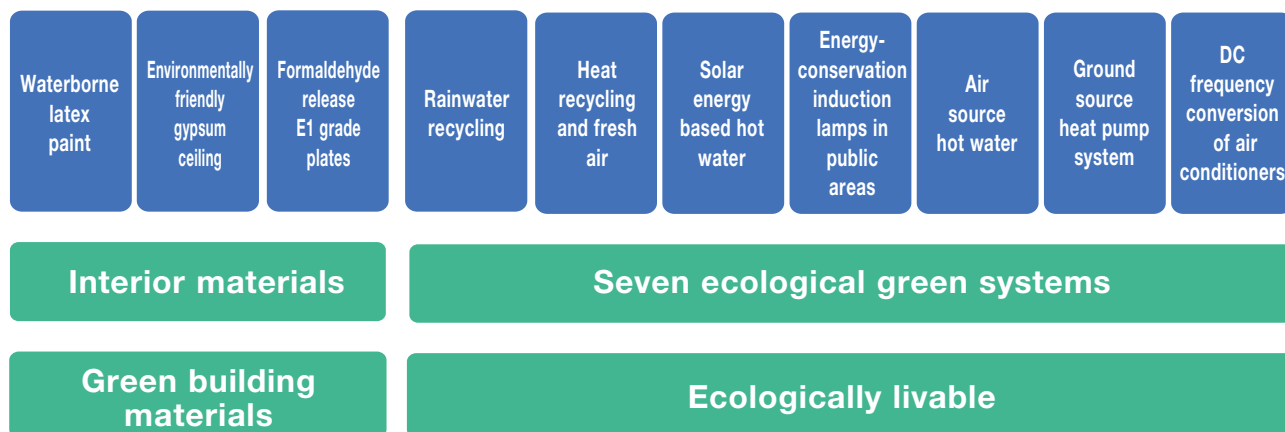 Waterborne
latex
paint
Environmentally
friendly
gypsum
ceiling
Formaldehyde
release
E1 grade
plates
Rainwater
recycling
Heat
recycling
and fresh
air
Solar
energy
based hot
water
Energy-
conservation
induction
lamps in
public
areas
Air
source
hot water
Ground
source
heat pump
system
DC
frequency
conversion
of air
conditioners
Interior materials
Seven ecological green systems
Green building
materials
Ecologically livable